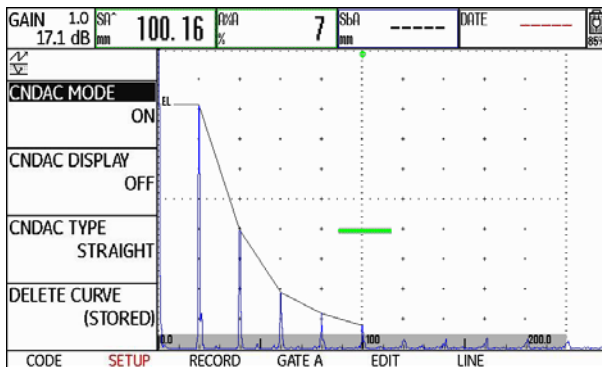 GAIN 1.0 SA^ 100.16 A%A 7 SbA ----- DATE -----
17.1 dB mm % mm 85%
CNDAC MODE
EL
ON
CNDAC DISPLAY
OFF
CNDAC TYPE
STRAIGHT
DELETE CURVE
(STORED)
0.0 100 200.0
CODE SETUP RECORD GATE A EDIT LINE